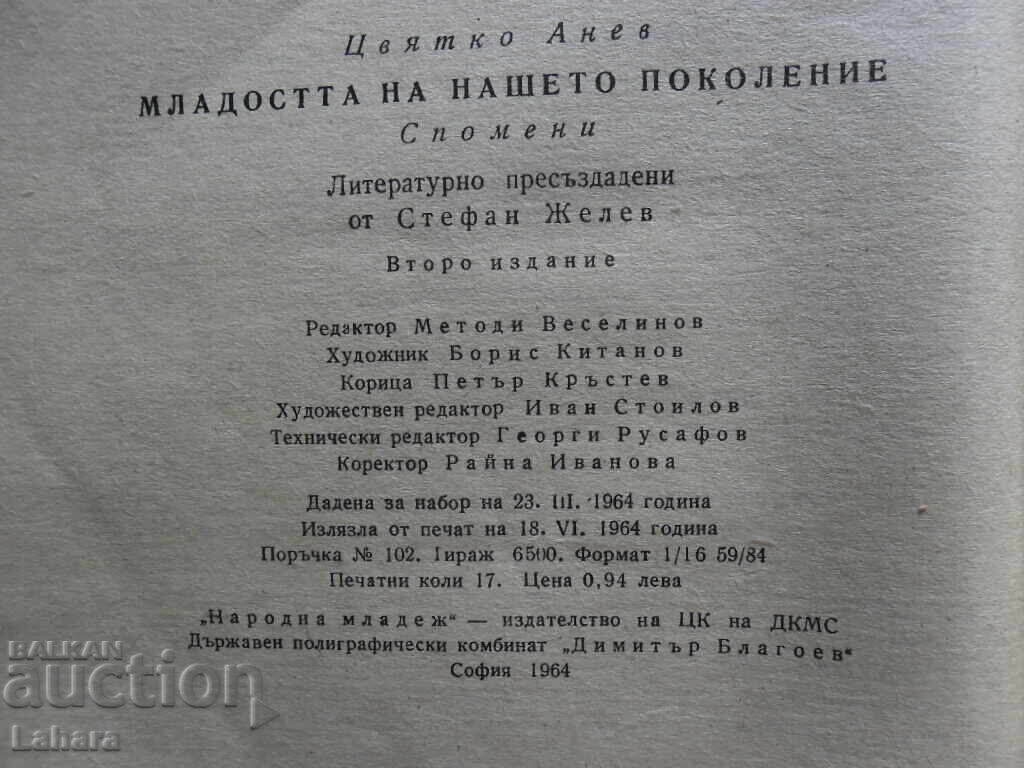 Цвятко Анев
МЛАДОСТТА НА НАШЕТО ПОКОЛЕНИЕ
Спомени
Литературно пресъздадени
от Стефан Желев
Второ издание
Редактор Методи Веселинов
Художник Борис Китанов
Корица Петър Кръстев
Художествен редактор Иван Стоилов
Технически редактор Георги Русафов
Коректор Райна Иванова
Дадена за набор на 23. III. 1964 година
Излязла от печат на 18. VI. 1964 година
Поръчка № 102. Тираж 6500. Формат 1/16 59/84
Печатни коли 17. Цена 0,94 лева
„Народна младеж“ — издателство на ЦК на ДКМС
Държавен полиграфически комбинат „Димитър Благоев“
София 1964
BALKAN
auction
Lahara